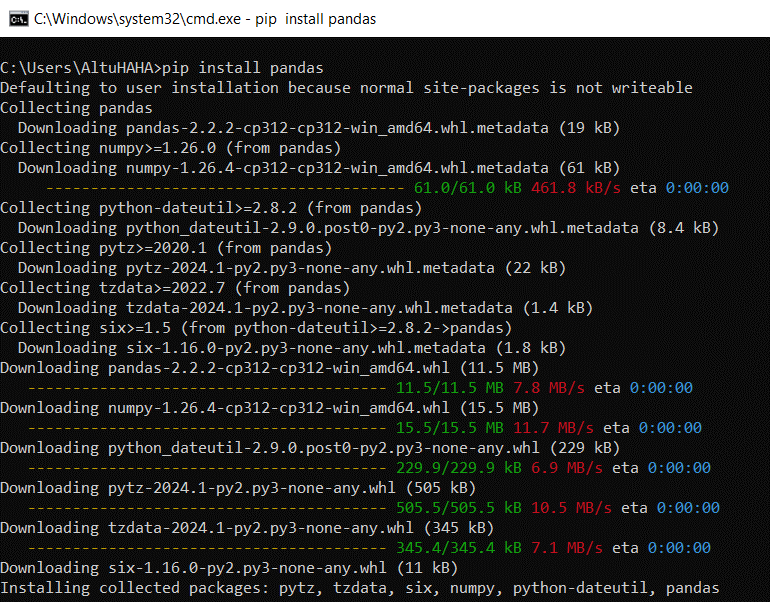 C:\Windows\system32\cmd.exe - pip  install pandas
C:\Users\AltuHAHA>pip install pandas
Defaulting to user installation because normal site-packages is not writeable
Collecting pandas
  Downloading pandas-2.2.2-cp312-cp312-win_amd64.whl.metadata (19 kB)
Collecting numpy>=1.26.0 (from pandas)
  Downloading numpy-1.26.4-cp312-cp312-win_amd64.whl.metadata (61 kB)
     ---------------------------------------- 61.0/61.0 kB 461.8 kB/s eta 0:00:00
Collecting python-dateutil>=2.8.2 (from pandas)
  Downloading python_dateutil-2.9.0.post0-py2.py3-none-any.whl.metadata (8.4 kB)
Collecting pytz>=2020.1 (from pandas)
  Downloading pytz-2024.1-py2.py3-none-any.whl.metadata (22 kB)
Collecting tzdata>=2022.7 (from pandas)
  Downloading tzdata-2024.1-py2.py3-none-any.whl.metadata (1.4 kB)
Collecting six>=1.5 (from python-dateutil>=2.8.2->pandas)
  Downloading six-1.16.0-py2.py3-none-any.whl.metadata (1.8 kB)
Downloading pandas-2.2.2-cp312-cp312-win_amd64.whl (11.5 MB)
   ---------------------------------------- 11.5/11.5 MB 7.8 MB/s eta 0:00:00
Downloading numpy-1.26.4-cp312-cp312-win_amd64.whl (15.5 MB)
   ---------------------------------------- 15.5/15.5 MB 11.7 MB/s eta 0:00:00
Downloading python_dateutil-2.9.0.post0-py2.py3-none-any.whl (229 kB)
   ---------------------------------------- 229.9/229.9 kB 6.9 MB/s eta 0:00:00
Downloading pytz-2024.1-py2.py3-none-any.whl (505 kB)
   ---------------------------------------- 505.5/505.5 kB 10.5 MB/s eta 0:00:00
Downloading tzdata-2024.1-py2.py3-none-any.whl (345 kB)
   ---------------------------------------- 345.4/345.4 kB 7.1 MB/s eta 0:00:00
Downloading six-1.16.0-py2.py3-none-any.whl (11 kB)
Installing collected packages: pytz, tzdata, six, numpy, python-dateutil, pandas